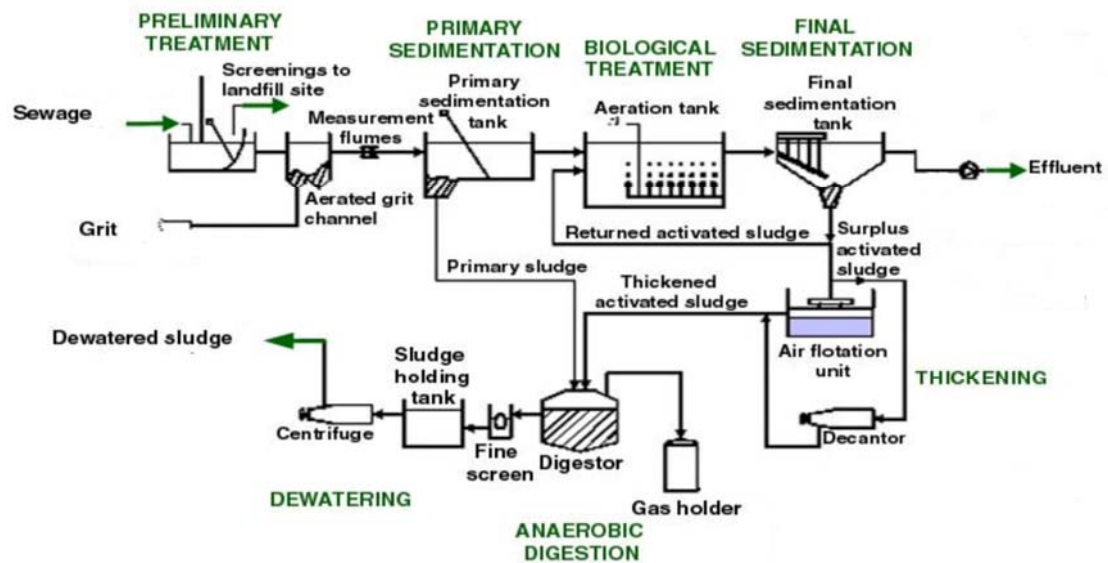 PRELIMINARY
TREATMENT
PRIMARY
SEDIMENTATION
BIOLOGICAL
TREATMENT
FINAL
SEDIMENTATION
Screenings to
landfill site
Primary
sedimentation
tank
Aeration tank
Final
sedimentation
tank
Sewage
Measurement
flumes
Effluent
Aerated grit
channel
Grit
Returned activated sludge
Surplus
activated
sludge
Primary sludge
Thickened
activated sludge
Air flotation
unit
THICKENING
Decantor
Dewatered sludge
Sludge
holding
tank
Centrifuge
Fine
screen
Digestor
Gas holder
DEWATERING
ANAEROBIC
DIGESTION